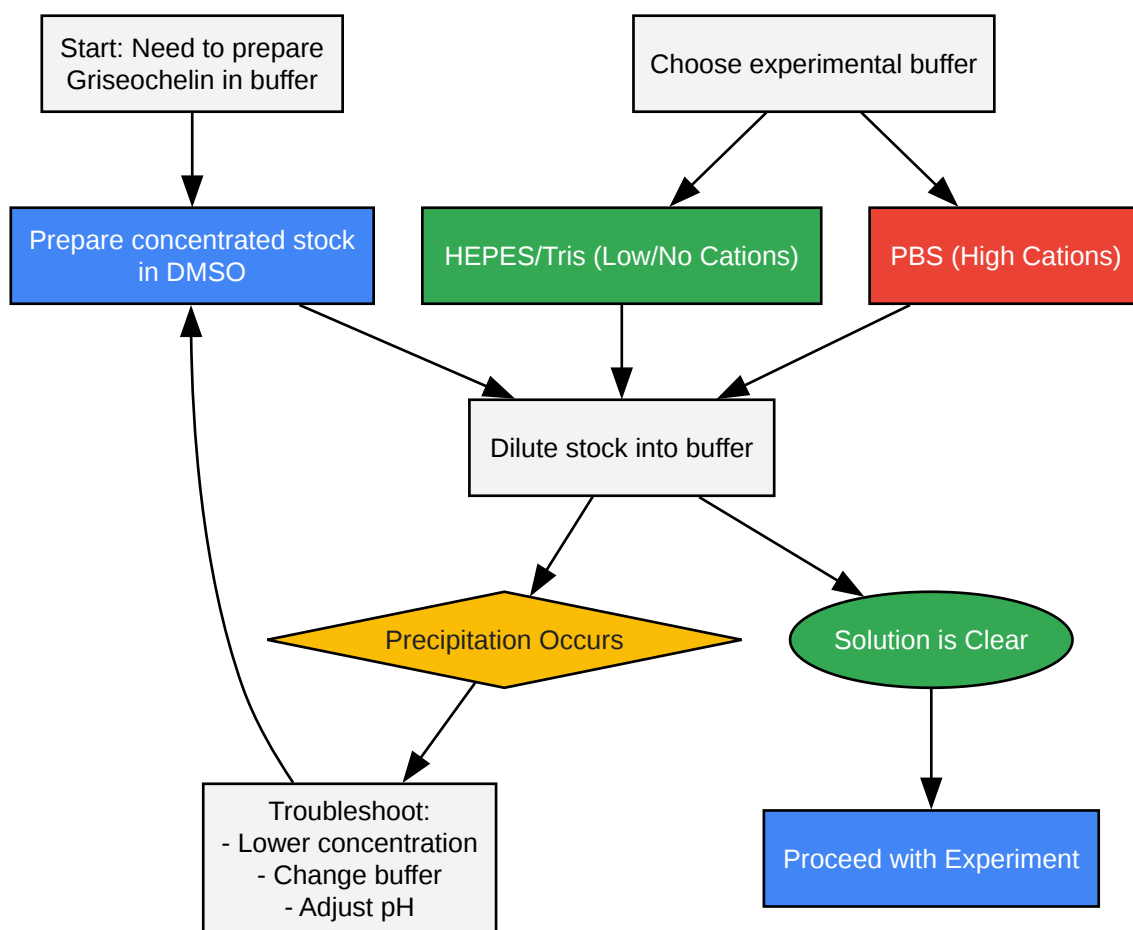 Start: Need to prepare
Griseochelin in buffer
Choose experimental buffer
Prepare concentrated stock
in DMSO
HEPES/Tris (Low/No Cations)
PBS (High Cations)
Dilute stock into buffer
Precipitation Occurs
Solution is Clear
Troubleshoot:
- Lower concentration
- Change buffer
- Adjust pH
Proceed with Experiment